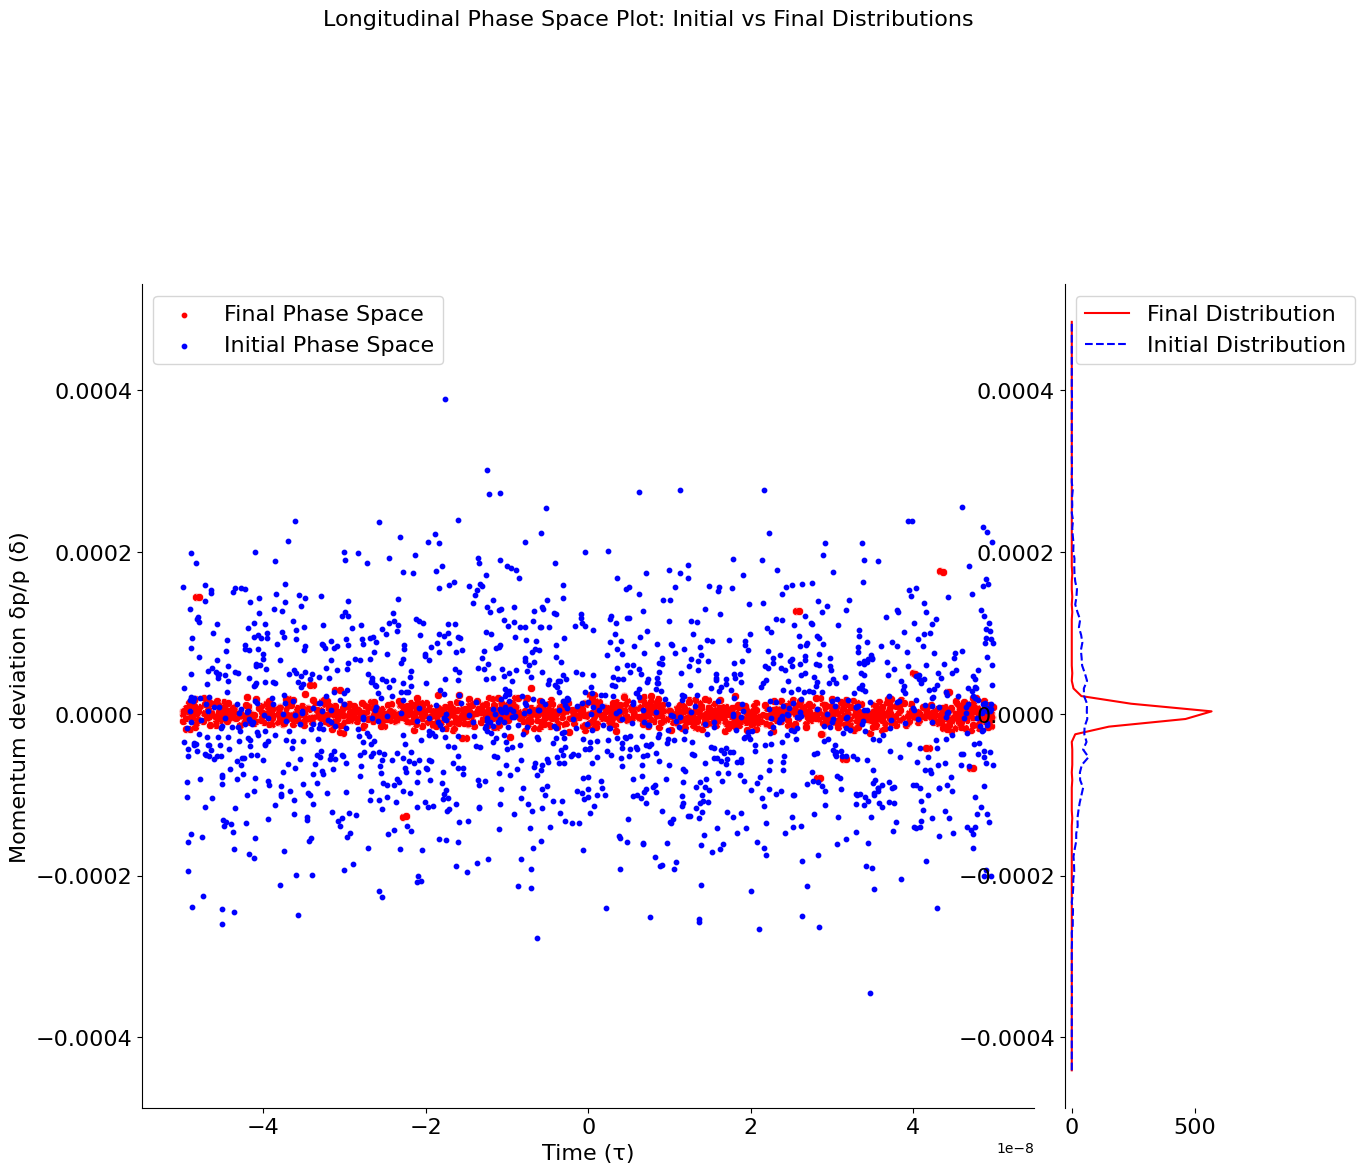 Longitudinal Phase Space Plot: Initial vs Final Distributions
Final Phase Space
Initial Phase Space
Final Distribution
Initial Distribution
Momentum deviation δp/p (δ)
0.0004
0.0002
0.0000
−0.0002
−0.0004
−4
−2
0
2
4
1e−8
Time (τ)
0.0004
0.0002
0.0000
−0.0002
−0.0004
0
500